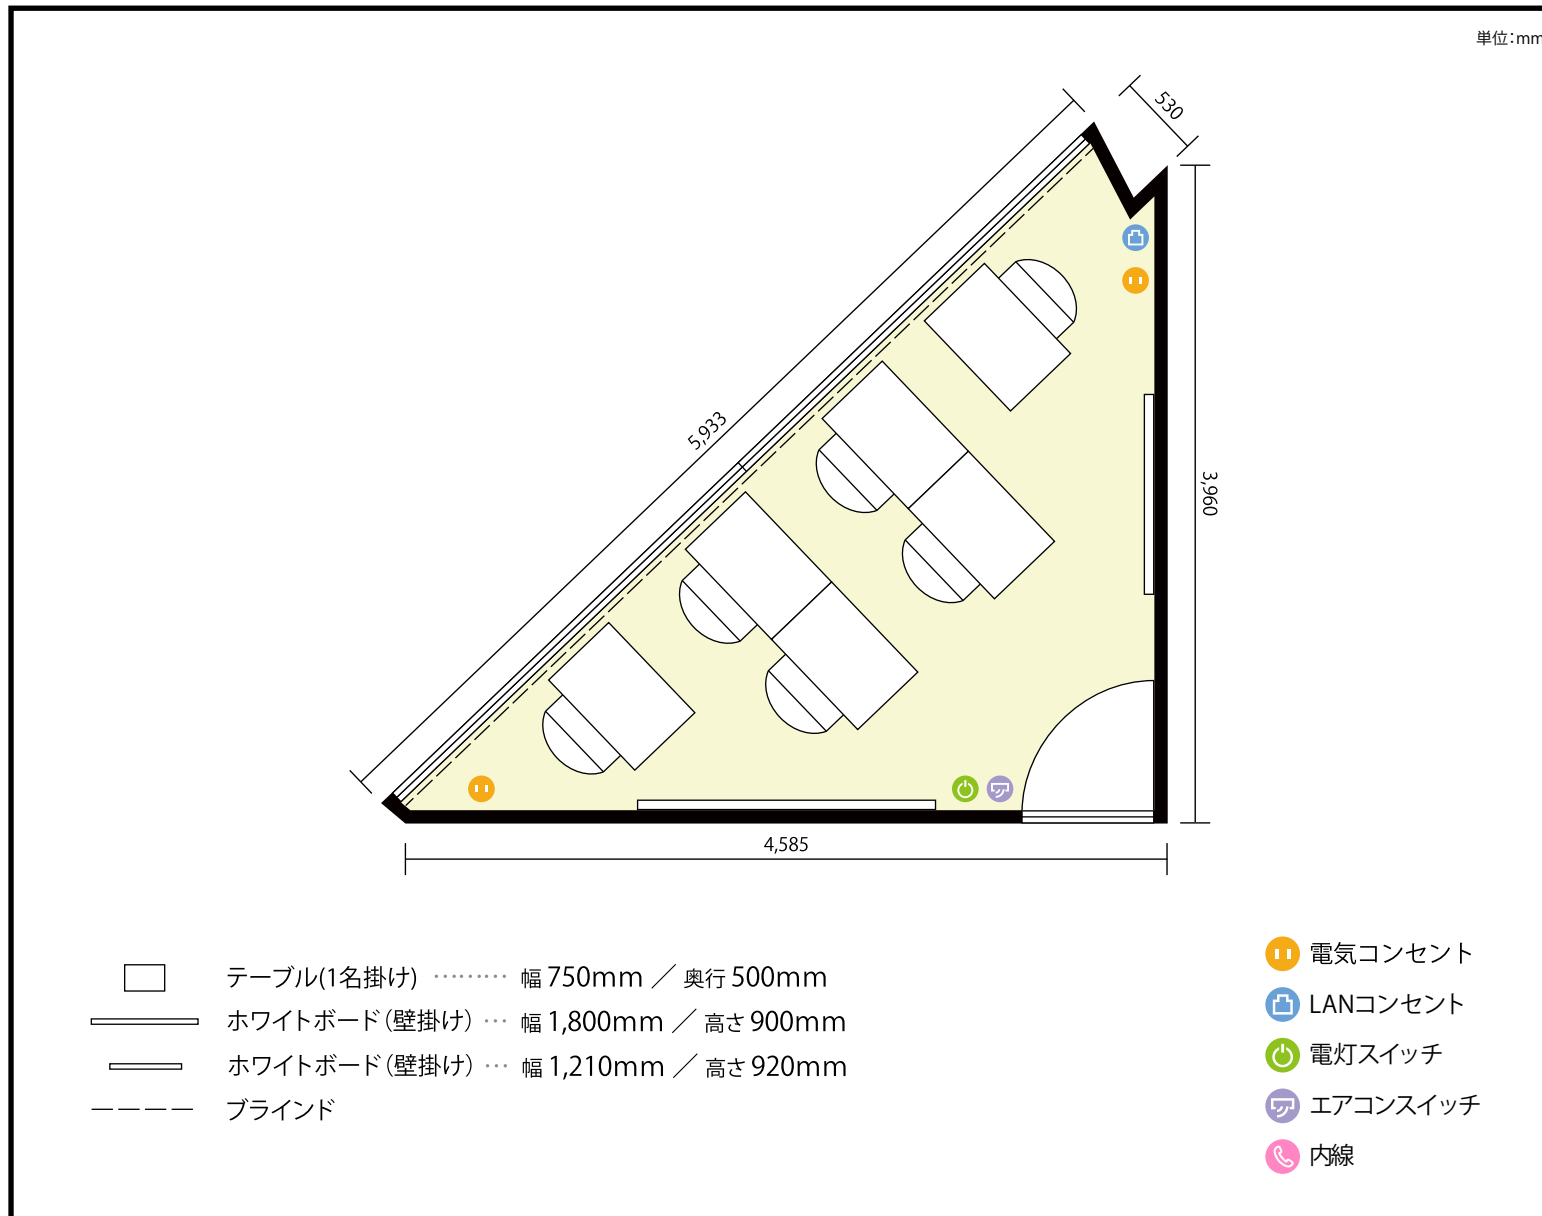 単位：mm
530
5,933
3,960
4,585
テーブル(1名掛け) ……… 幅 750mm ／ 奥行 500mm
ホワイトボード（壁掛け） … 幅 1,800mm ／ 高さ 900mm
ホワイトボード（壁掛け） … 幅 1,210mm ／ 高さ 920mm
ブラインド
電気コンセント
LANコンセント
電灯スイッチ
エアコンスイッチ
内線